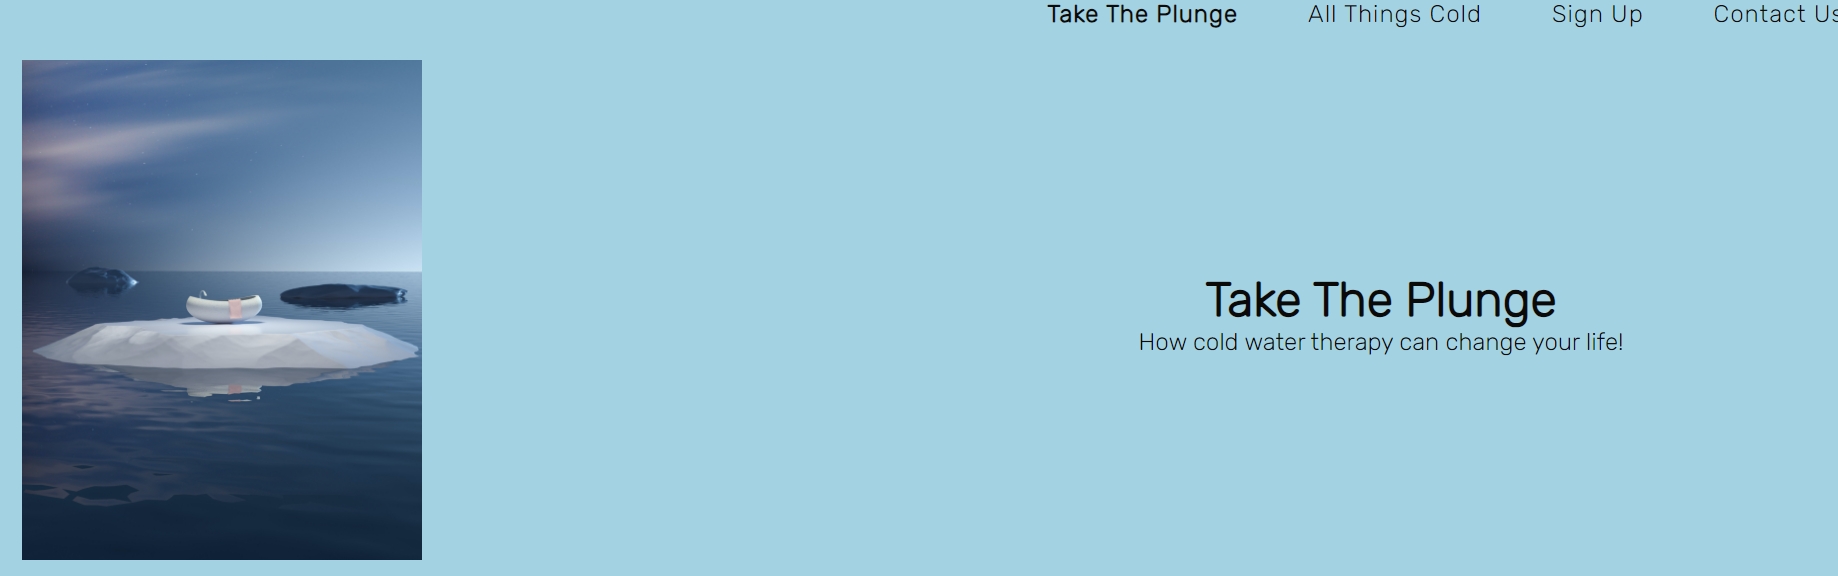 Take The Plunge All Things Cold Sign Up Contact Us
Take The Plunge
How cold water therapy can change your life!